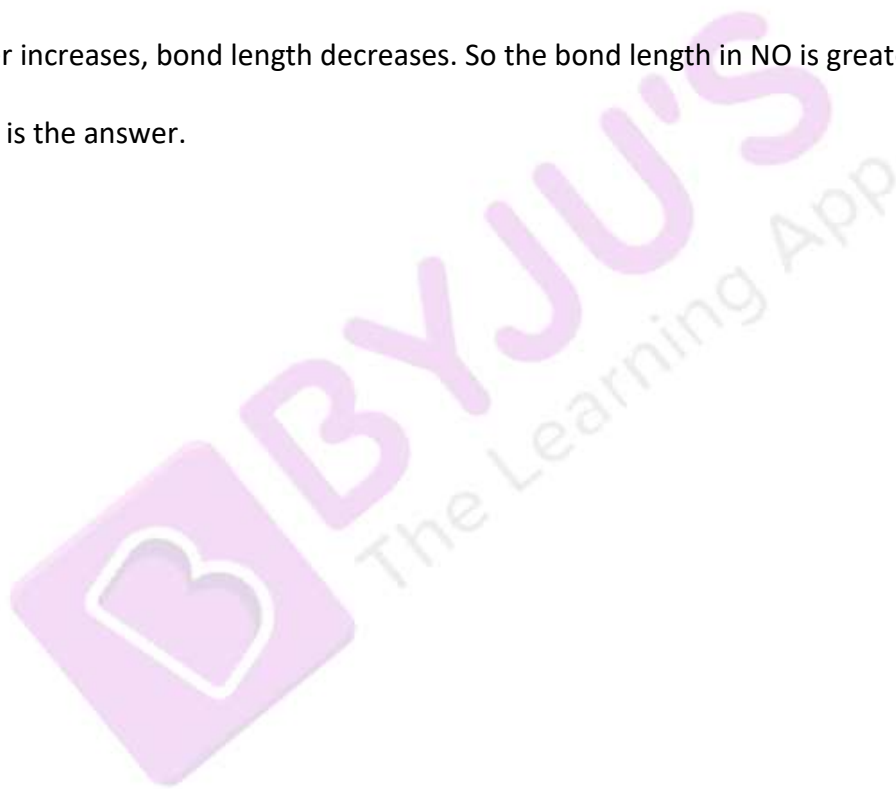 r increases, bond length decreases. So the bond length in NO is great
is the answer.
BYJU'S
The Learning App